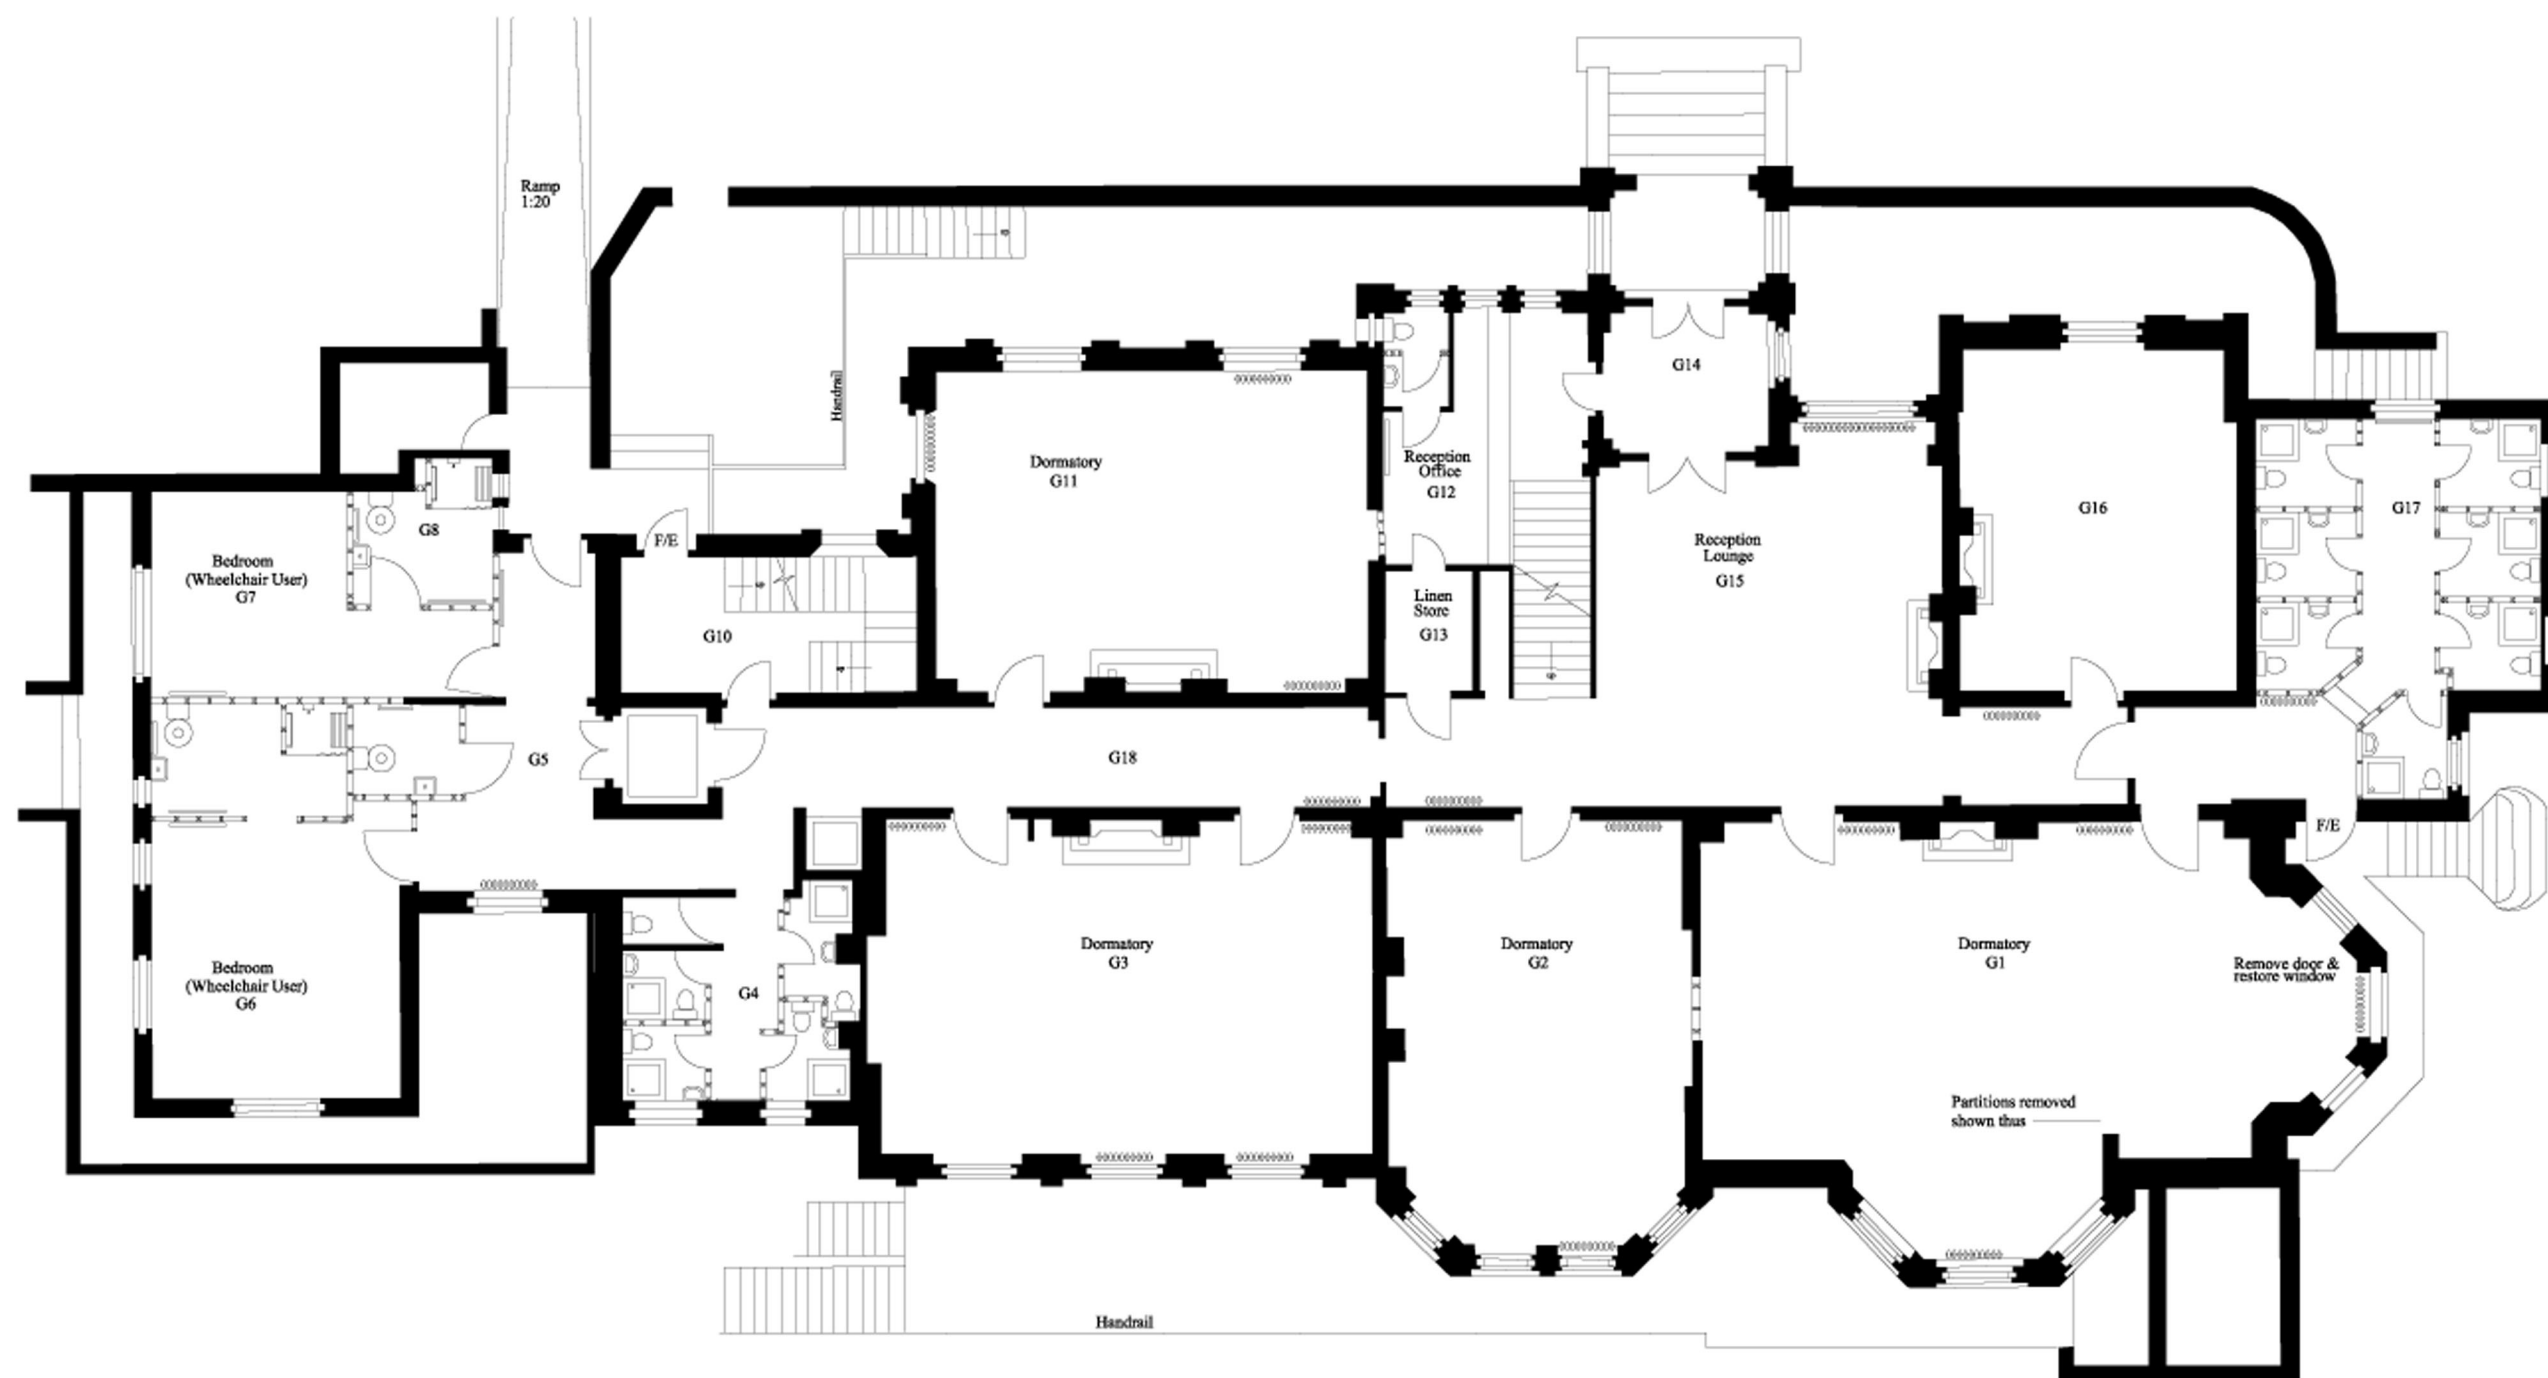 Ramp
1:20
Handrail
G14
Dormatory
G11
Reception
Office
G12
G16
G17
G8
F/E
Bedroom
(Wheelchair User)
G7
Reception
Lounge
G15
Linen
Store
G13
G10
G5
G18
F/E
Dormatory
G3
Dormatory
G2
Dormatory
G1
Remove door &
restore window
Bedroom
(Wheelchair User)
G6
G4
Partitions removed
shown thus
Handrail